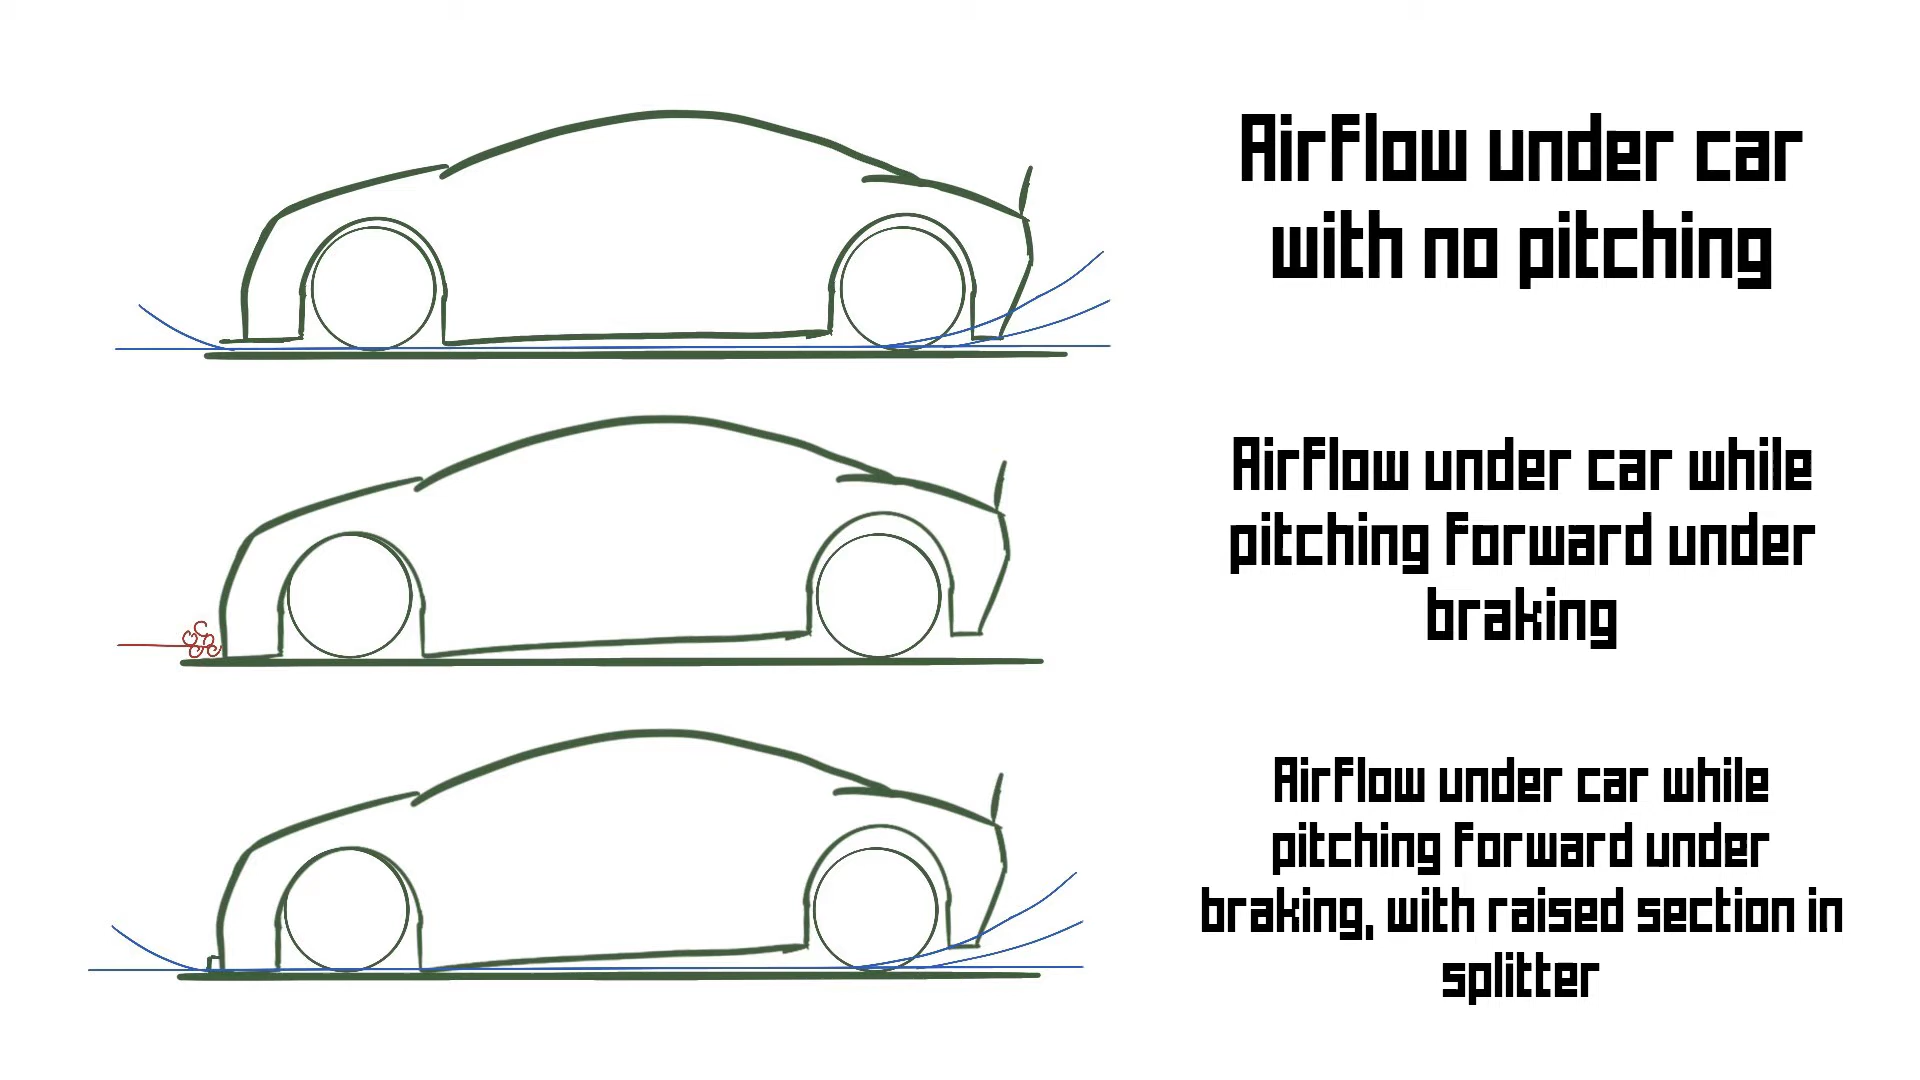 Airflow under car
with no pitching
Airflow under car while
pitching forward under
braking
Airflow under car while
pitching forward under
braking, with raised section in
splitter